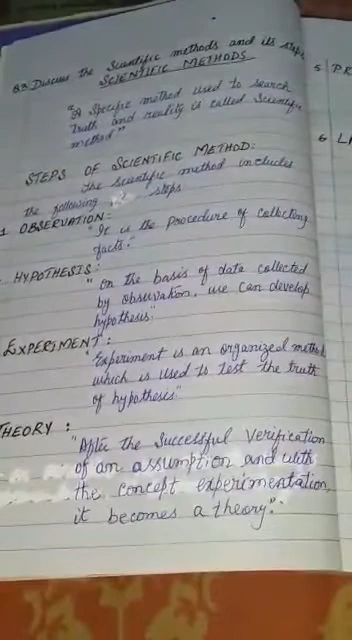 Q3. Discuss the Scientific methods and its steps
SCIENTIFIC METHODS
"A Specific method used to search
Truth and reality is called Scientific
method"
STEPS OF SCIENTIFIC METHOD:
The scientific method includes
the following steps
1 OBSERVATION:
"It is the procedure of collecting
facts."
HYPOTHESIS:
"On the basis of data collected
by observation, we can develop
hypothesis"
EXPERIMENT:
"Experiment is an organized method
which is used to test the truth
of hypothesis"
THEORY:
"After the successful verification
of an assumption and with
the concept experimentation,
it becomes a theory".
5 PR
6 LA